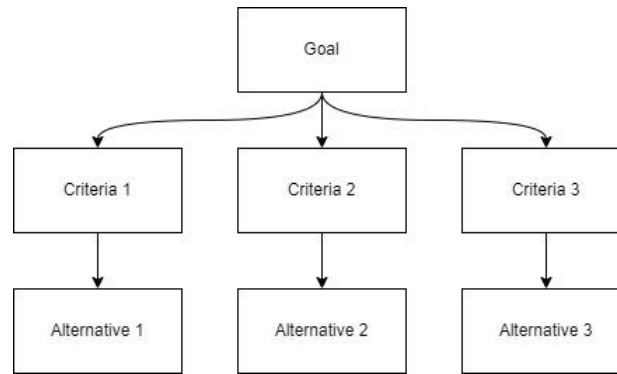 Goal
Criteria 1
Criteria 2
Criteria 3
Alternative 1
Alternative 2
Alternative 3